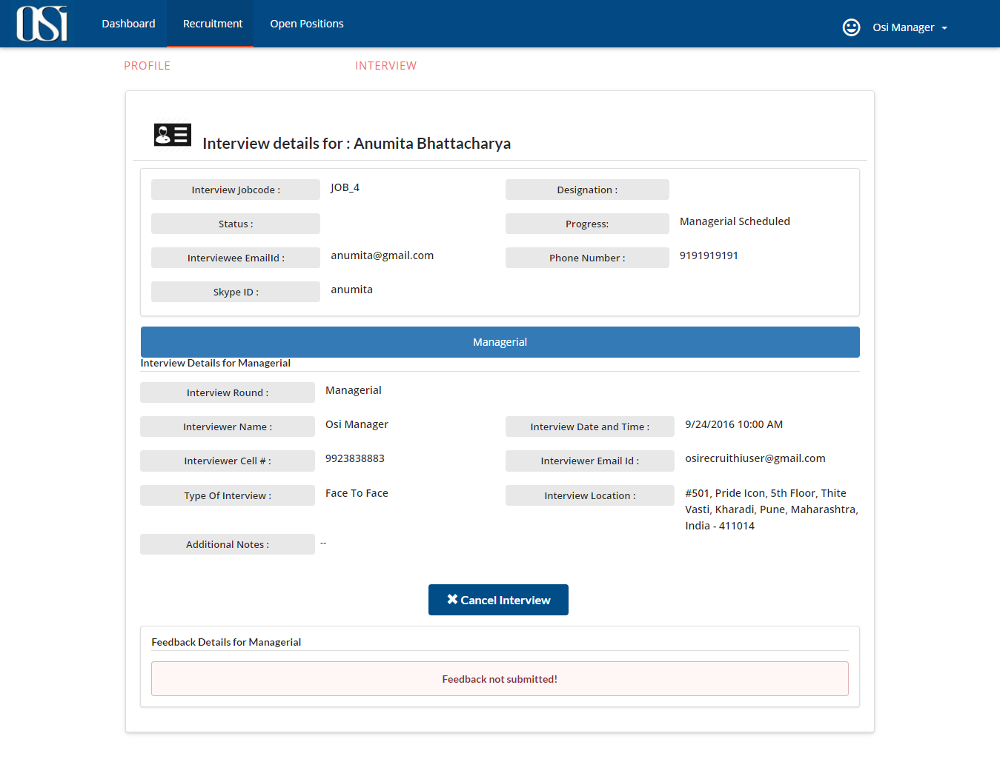 OSi
Dashboard
Recruitment
Open Positions
Osi Manager
PROFILE
INTERVIEW
Interview details for : Anumita Bhattacharya
Interview Jobcode :
JOB_4
Designation :
Status :
Progress:
Managerial Scheduled
Interviewee EmailId :
anumita@gmail.com
Phone Number :
9191919191
Skype ID :
anumita
Managerial
Interview Details for Managerial
Interview Round :
Managerial
Interviewer Name :
Osi Manager
Interview Date and Time :
9/24/2016 10:00 AM
Interviewer Cell # :
9923838883
Interviewer Email Id :
osirecruithiuser@gmail.com
Type Of Interview :
Face To Face
Interview Location :
#501, Pride Icon, 5th Floor, Thite
Vasti, Kharadi, Pune, Maharashtra,
India - 411014
Additional Notes :
--
✖ Cancel Interview
Feedback Details for Managerial
Feedback not submitted!